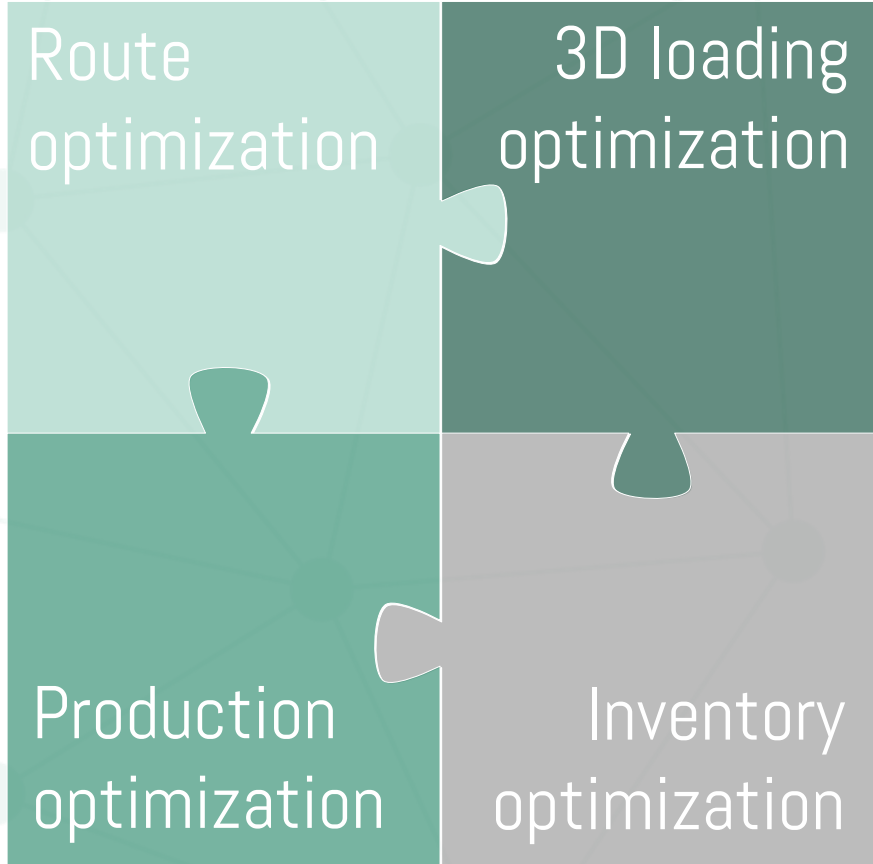 Route
optimization
3D loading
optimization
Production
optimization
Inventory
optimization